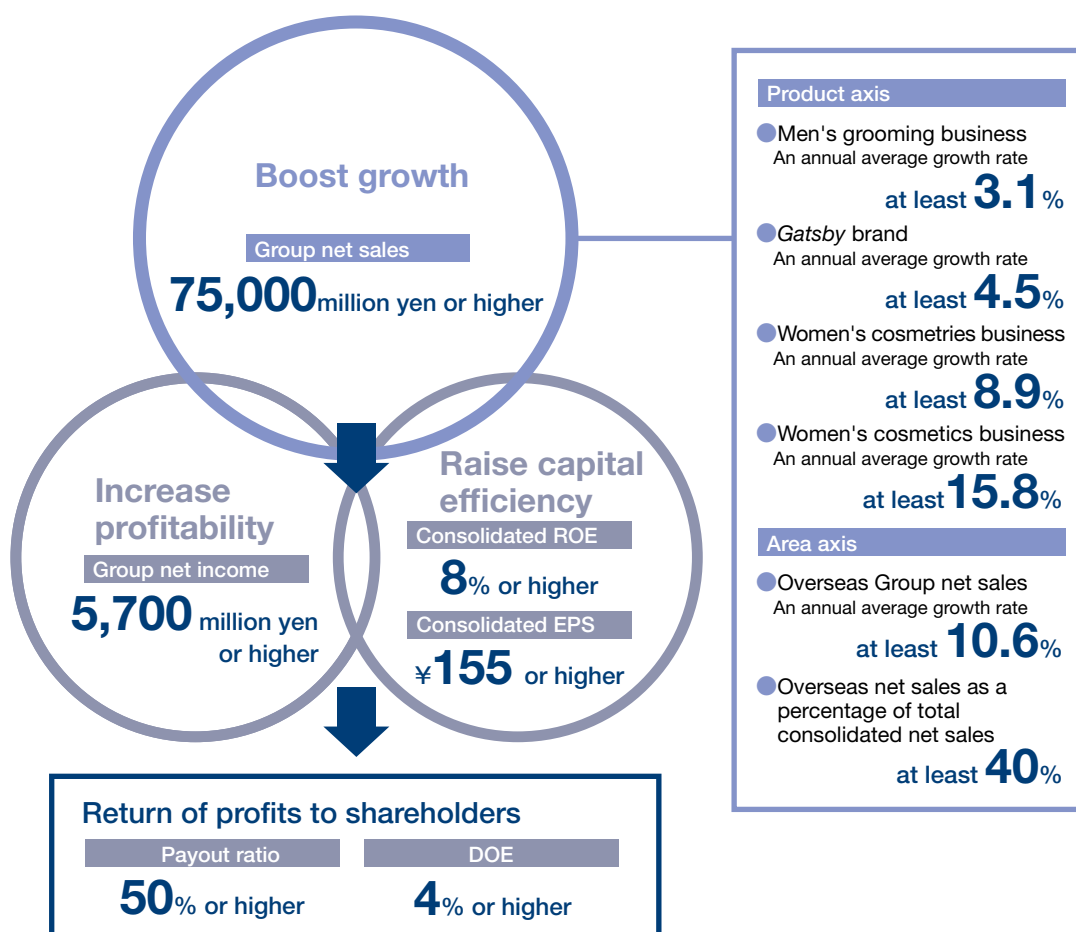 Boost growth
Group net sales
75,000 million yen or higher
Increase
profitability
Group net income
5,700 million yen
or higher
Raise capital
efficiency
Consolidated ROE
8% or higher
Consolidated EPS
¥155 or higher
Return of profits to shareholders
Payout ratio
50% or higher
DOE
4% or higher
Product axis
Men's grooming business
An annual average growth rate
at least 3.1%
Gatsby brand
An annual average growth rate
at least 4.5%
Women's cosmetries business
An annual average growth rate
at least 8.9%
Women's cosmetics business
An annual average growth rate
at least 15.8%
Area axis
Overseas Group net sales
An annual average growth rate
at least 10.6%
Overseas net sales as a
percentage of total
consolidated net sales
at least 40%